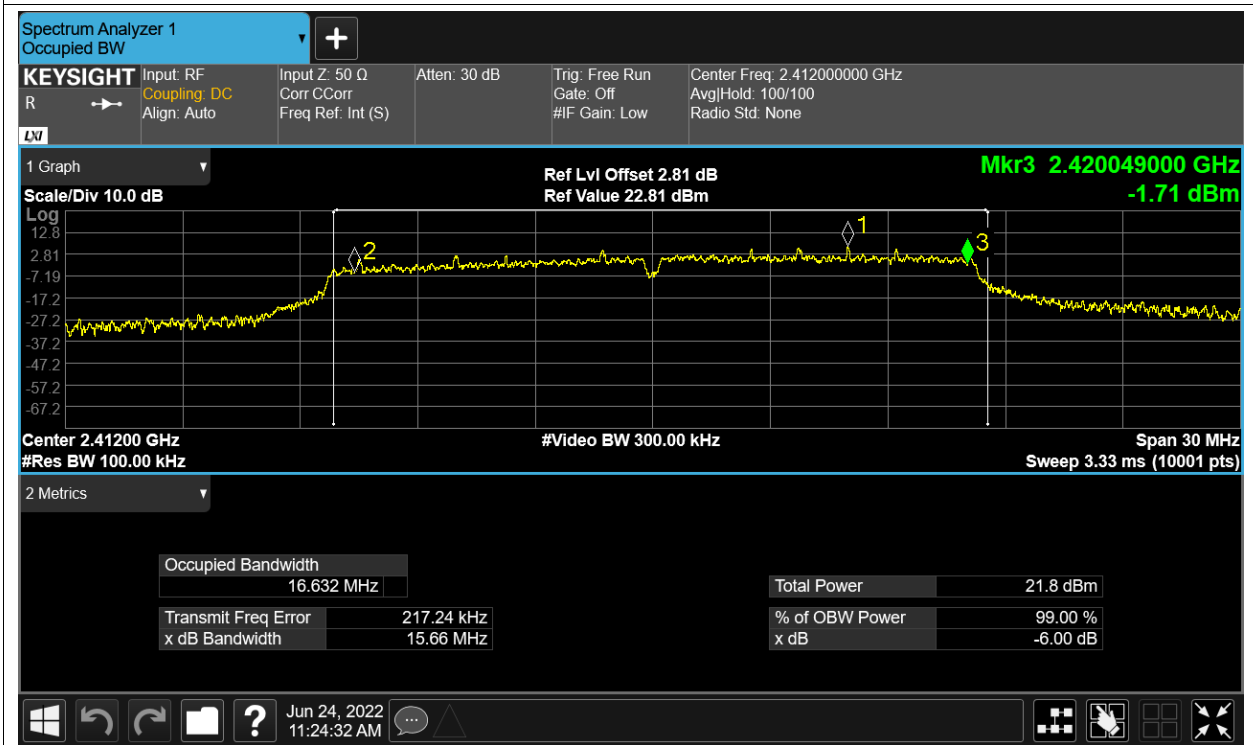 Spectrum Analyzer 1
Occupied BW
KEYSIGHT Input: RF Input Z: 50 Ω Atten: 30 dB Trig: Free Run Center Freq: 2.412000000 GHz
R Coupling: DC Corr CCorr Gate: Off Avg|Hold: 100/100
Align: Auto Freq Ref: Int (S) #IF Gain: Low Radio Std: None
LXI
1 Graph Ref Lvl Offset 2.81 dB Mkr3 2.420049000 GHz
Scale/Div 10.0 dB Ref Value 22.81 dBm -1.71 dBm
Log
12.8
2.81
-7.19
-17.2
-27.2
-37.2
-47.2
-57.2
-67.2
2
1
3
Center 2.41200 GHz #Video BW 300.00 kHz Span 30 MHz
#Res BW 100.00 kHz Sweep 3.33 ms (10001 pts)
2 Metrics
Occupied Bandwidth
16.632 MHz Total Power 21.8 dBm
Transmit Freq Error 217.24 kHz % of OBW Power 99.00 %
x dB Bandwidth 15.66 MHz x dB -6.00 dB
? Jun 24, 2022
11:24:32 AM